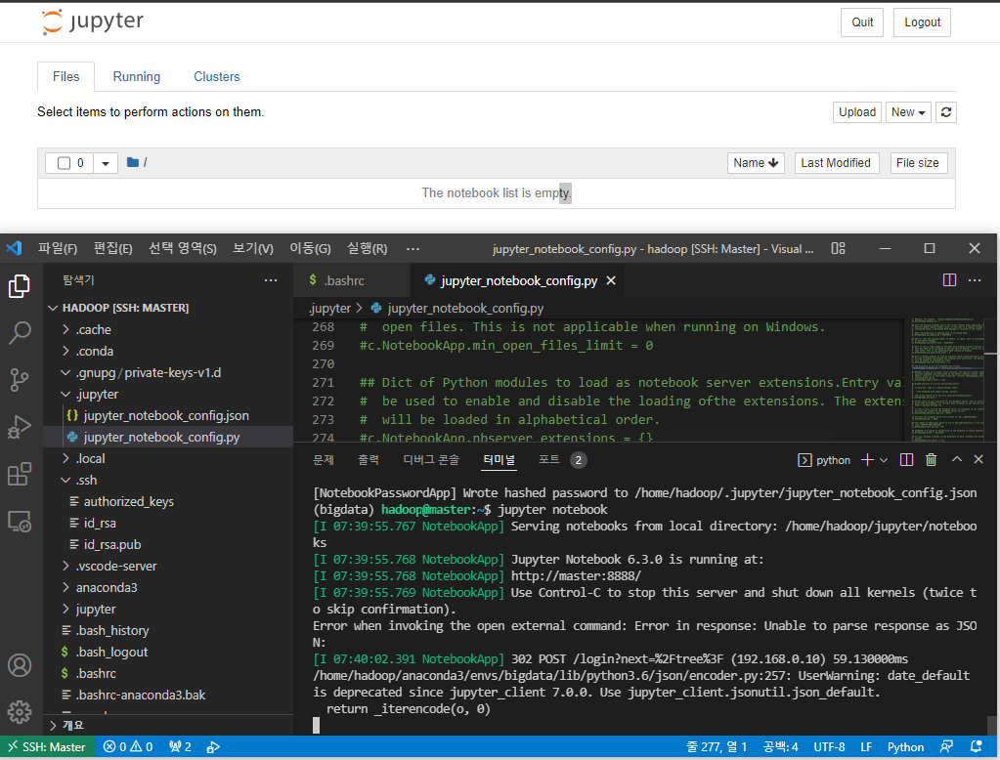 jupyter
Quit
Logout
Files
Running
Clusters
Select items to perform actions on them.
Upload
New
0
/
Name
Last Modified
File size
The notebook list is empty.
파일(F) 편집(E) 선택 영역(S) 보기(V) 이동(G) 실행(R) ··· jupyter_notebook_config.py - hadoop [SSH: Master] - Visual ...
탐색기 ···
$ .bashrc
jupyter_notebook_config.py
HADOOP [SSH: MASTER]
.cache
.conda
.gnupg/private-keys-v1.d
.jupyter
{} jupyter_notebook_config.json
jupyter_notebook_config.py
.local
.ssh
authorized_keys
id_rsa
id_rsa.pub
.vscode-server
anaconda3
jupyter
.bash_history
$ .bash_logout
$ .bashrc
.bashrc-anaconda3.bak
개요
.jupyter > jupyter_notebook_config.py
268 # open files. This is not applicable when running on Windows.
269 #c.NotebookApp.min_open_files_limit = 0
270
271 ## Dict of Python modules to load as notebook server extensions.Entry va
272 # be used to enable and disable the loading ofthe extensions. The exten
273 # will be loaded in alphabetical order.
274 #c.NotebookApp.nbserver_extensions = {}
문제 출력 디버그 콘솔 터미널 포트 2 python
[NotebookPasswordApp] Wrote hashed password to /home/hadoop/.jupyter/jupyter_notebook_config.json
(bigdata) hadoop@master:~$ jupyter notebook
[I 07:39:55.767 NotebookApp] Serving notebooks from local directory: /home/hadoop/jupyter/noteboo
ks
[I 07:39:55.768 NotebookApp] Jupyter Notebook 6.3.0 is running at:
[I 07:39:55.768 NotebookApp] http://master:8888/
[I 07:39:55.769 NotebookApp] Use Control-C to stop this server and shut down all kernels (twice t
o skip confirmation).
Error when invoking the open external command: Error in response: Unable to parse response as JSO
N:
[I 07:40:02.391 NotebookApp] 302 POST /login?next=%2Ftree%3F (192.168.0.10) 59.130000ms
/home/hadoop/anaconda3/envs/bigdata/lib/python3.6/json/encoder.py:257: UserWarning: date_default
is deprecated since jupyter_client 7.0.0. Use jupyter_client.jsonutil.json_default.
return _iterencode(o, 0)
SSH: Master 0 0 2 줄 277, 열 1 공백: 4 UTF-8 LF Python